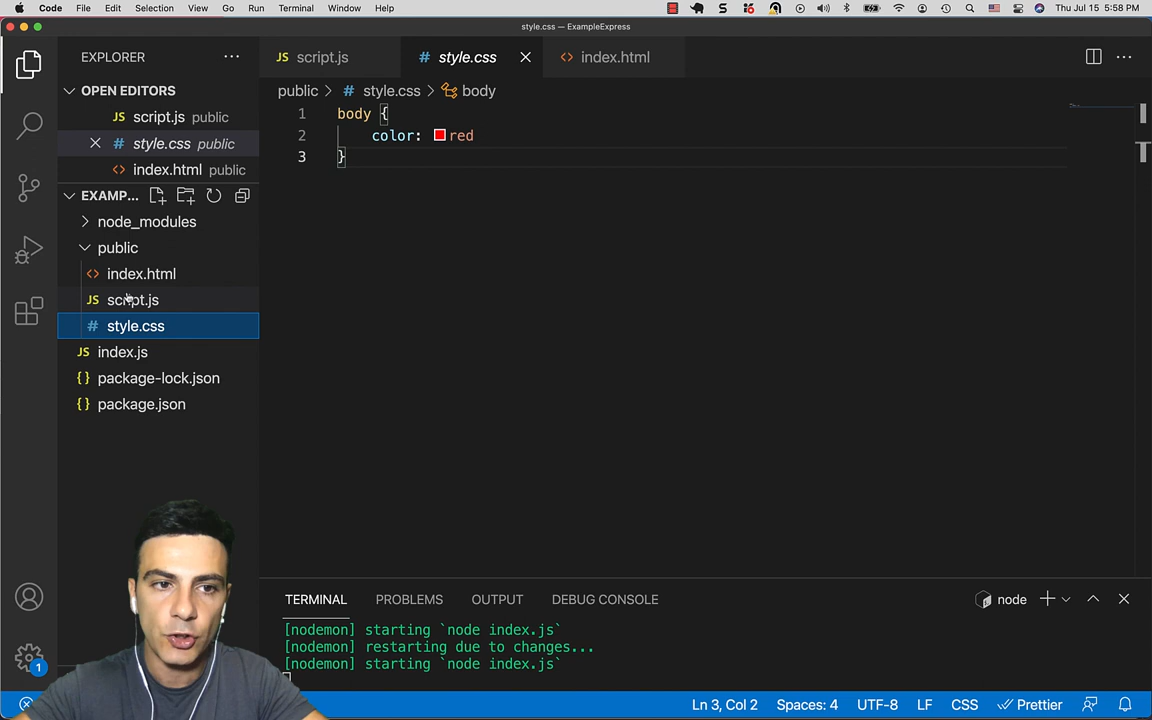 Code File Edit Selection View Go Run Terminal Window Help Thu Jul 15 5:58 PM
style.css — ExampleExpress
EXPLORER
OPEN EDITORS
JS script.js public
# style.css public
<> index.html public
EXAMP...
node_modules
public
<> index.html
JS script.js
# style.css
JS index.js
{ } package-lock.json
{ } package.json
JS script.js
# style.css
<> index.html
public > # style.css > body
1 body {
2 color: red
3 }
TERMINAL PROBLEMS OUTPUT DEBUG CONSOLE
node
[nodemon] starting `node index.js`
[nodemon] restarting due to changes...
[nodemon] starting `node index.js`
1
Ln 3, Col 2 Spaces: 4 UTF-8 LF CSS Prettier